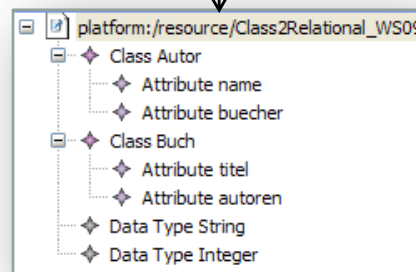 platform:/resource/Class2Relational_WS09
Class Autor
Attribute name
Attribute buecher
Class Buch
Attribute titel
Attribute autoren
Data Type String
Data Type Integer